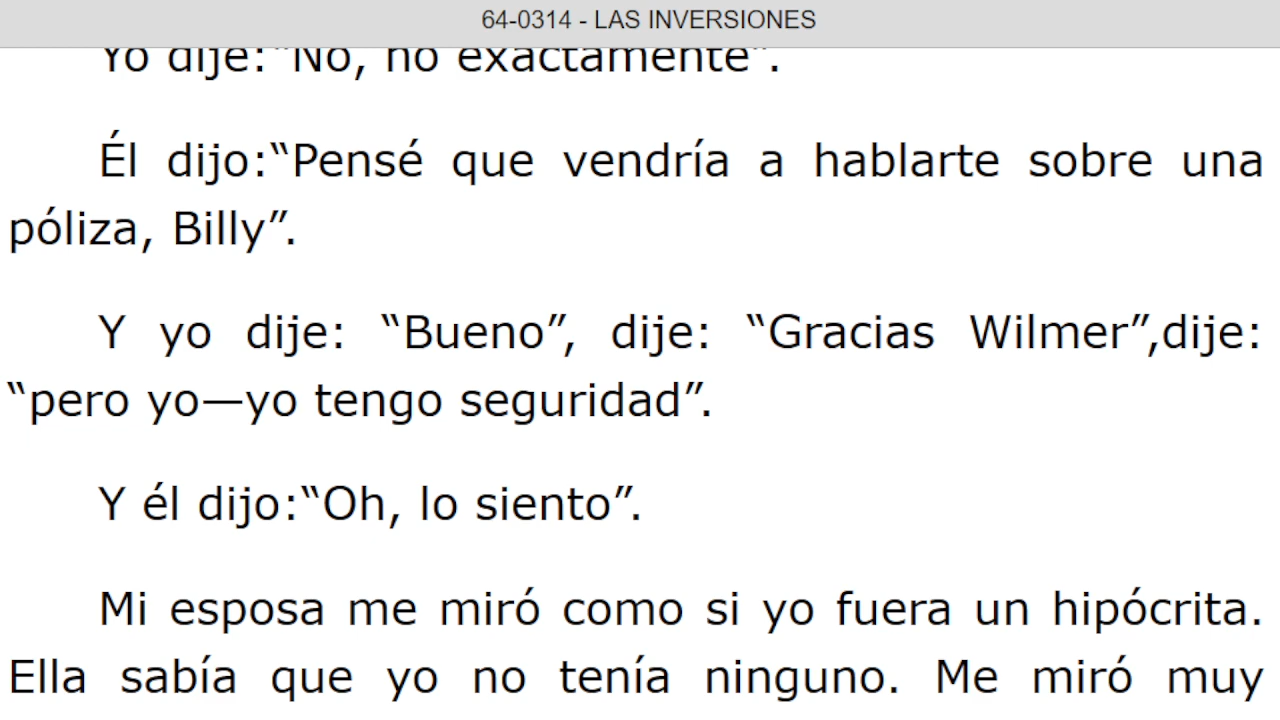 64-0314 - LAS INVERSIONES
Yo dije:“No, no exactamente”.
Él dijo:“Pensé que vendría a hablarte sobre una
póliza, Billy”.
Y yo dije: “Bueno”, dije: “Gracias Wilmer”,dije:
“pero yo—yo tengo seguridad”.
Y él dijo:“Oh, lo siento”.
Mi esposa me miró como si yo fuera un hipócrita.
Ella sabía que yo no tenía ninguno. Me miró muy